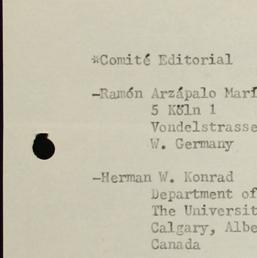 *Comité Editorial
-Ramón Arzápalo Marí
5 Köln 1
Vondelstrasse
W. Germany
-Herman W. Konrad
Department of
The Universit
Calgary, Albe
Canada